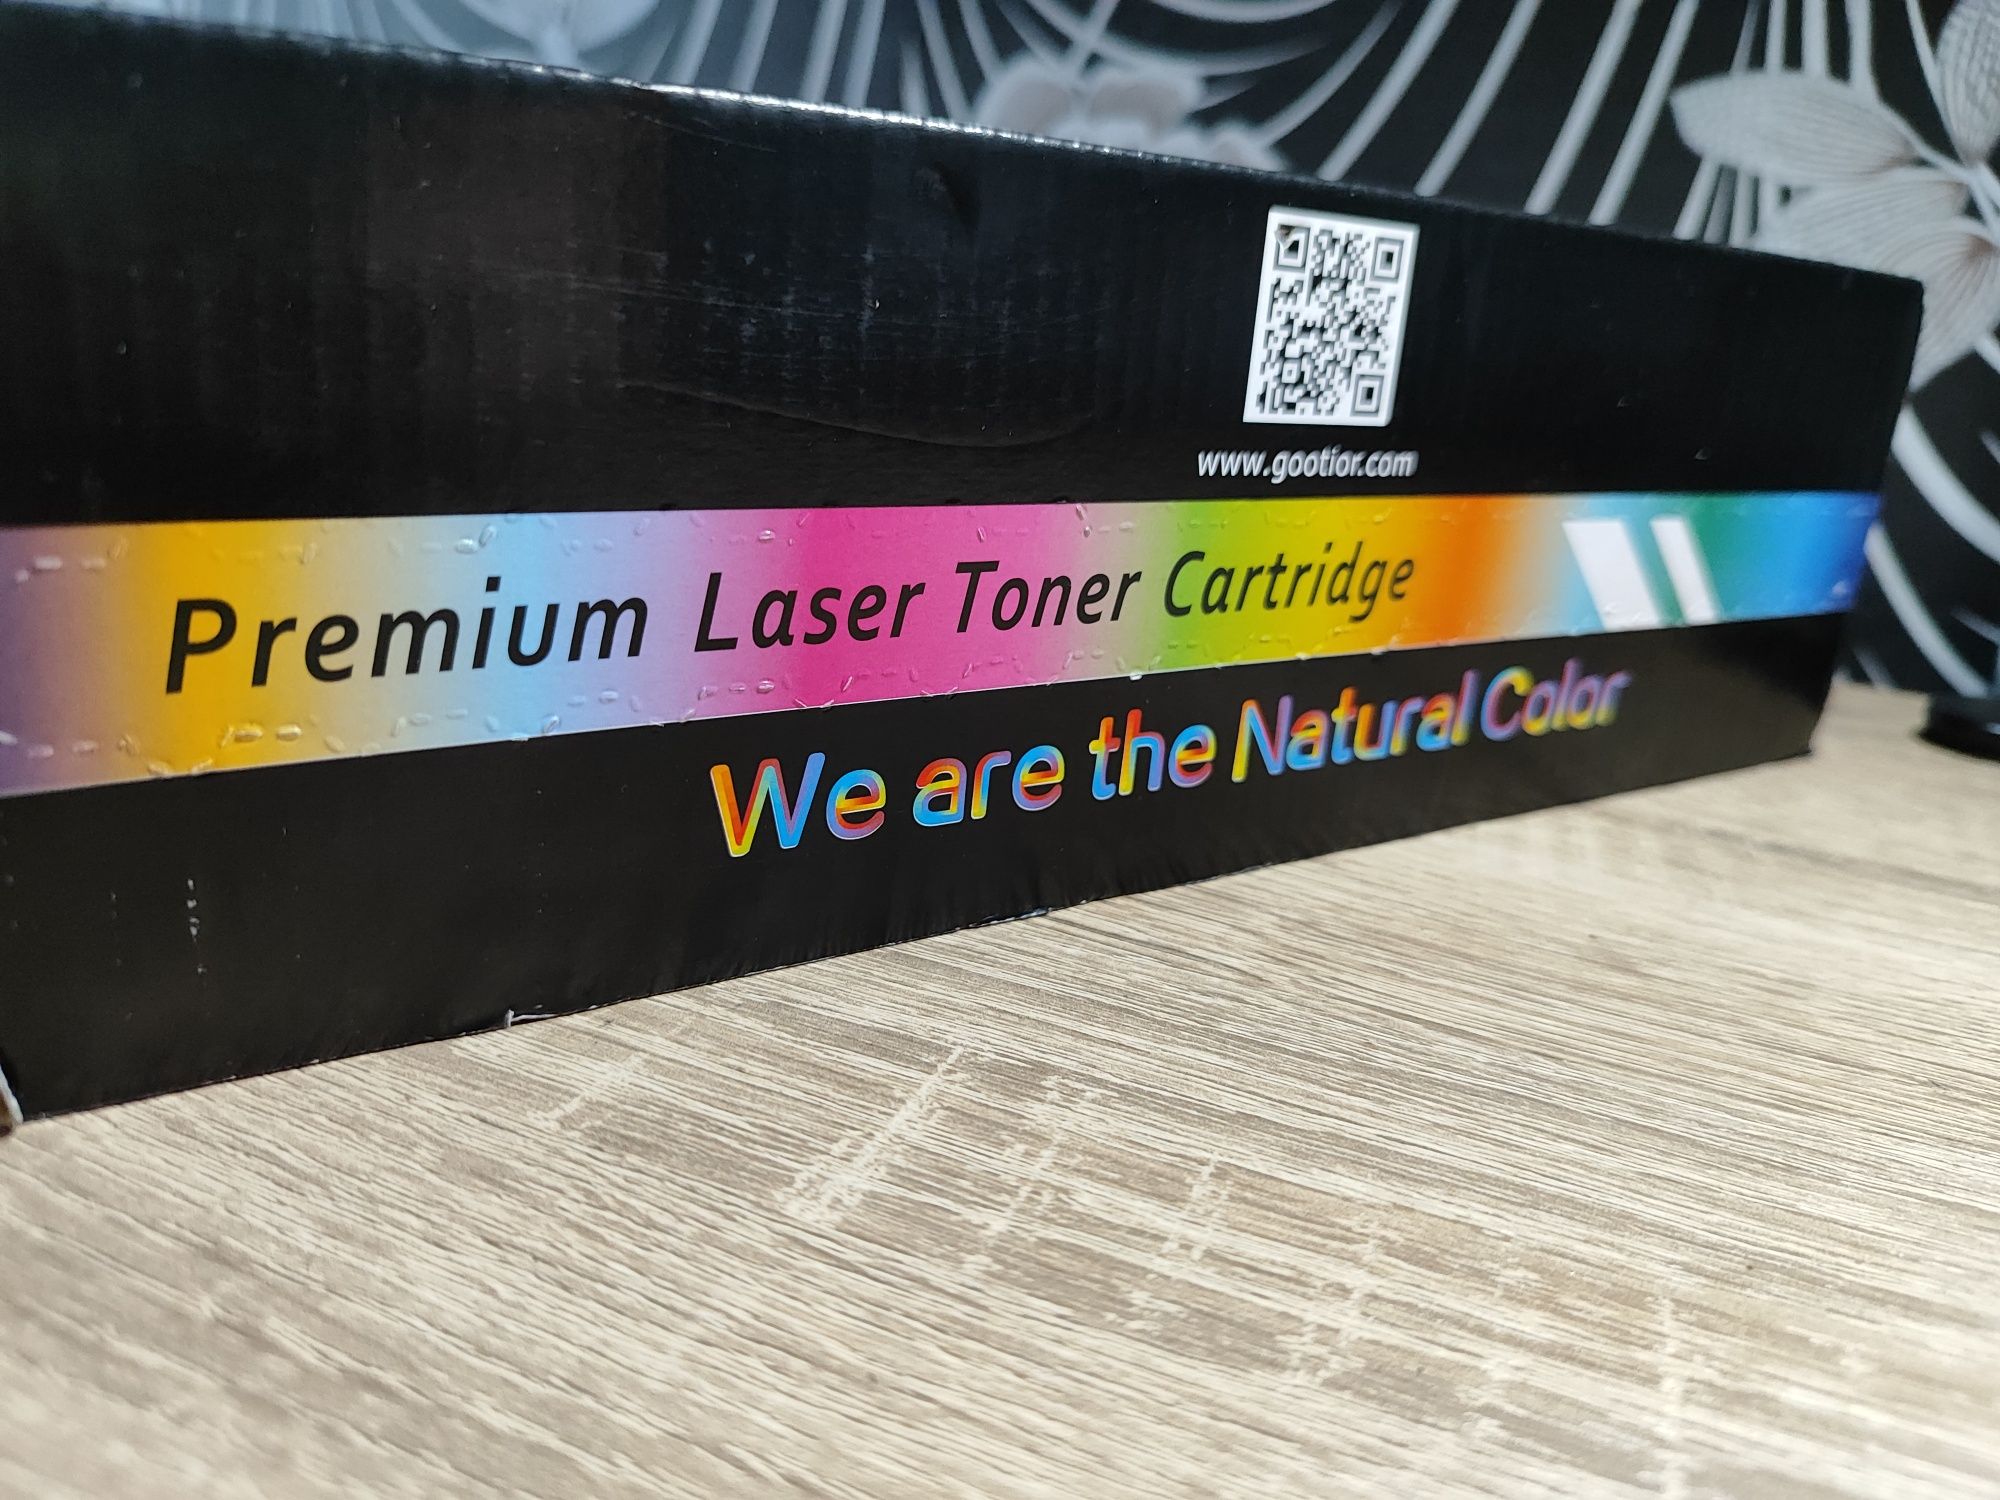 www.gootior.com
Premium Laser Toner Cartridge
We are the Natural Color